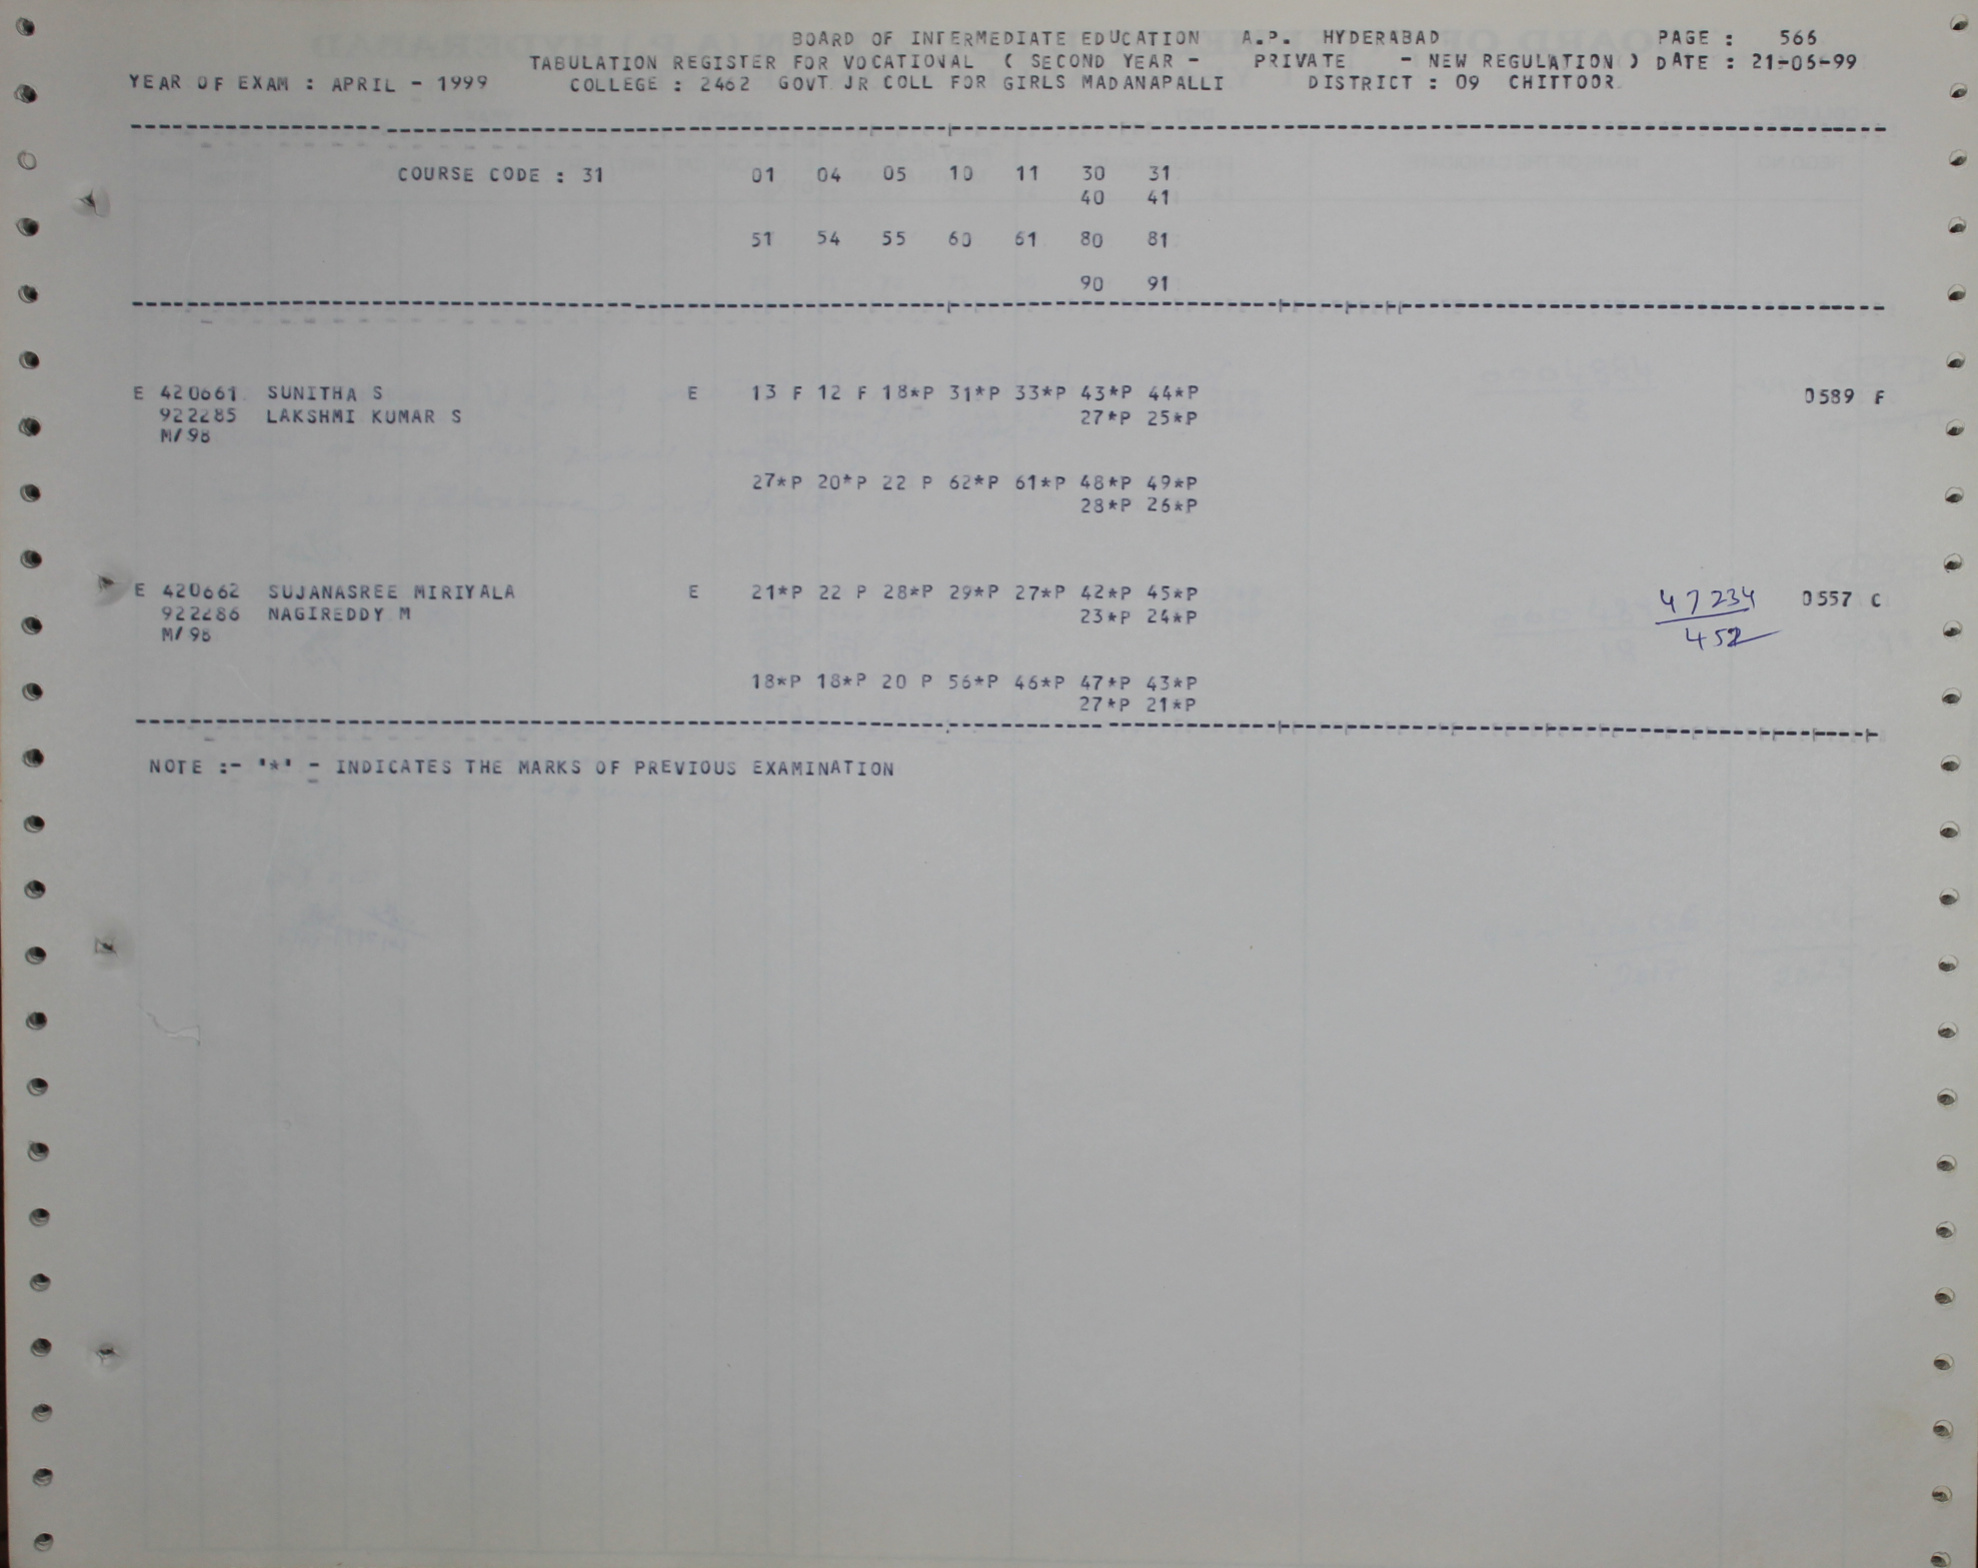 BOARD OF INTERMEDIATE EDUCATION A.P. HYDERABAD PAGE : 566
TABULATION REGISTER FOR VOCATIONAL ( SECOND YEAR - PRIVATE - NEW REGULATION ) DATE : 21-06-99
YEAR OF EXAM : APRIL - 1999 COLLEGE : 2462 GOVT JR COLL FOR GIRLS MADANAPALLI DISTRICT : 09 CHITTOOR
COURSE CODE : 31 01 04 05 10 11 30 31
40 41
51 54 55 60 61 80 81
90 91
E 420661 SUNITHA S E 13 F 12 F 18*P 31*P 33*P 43*P 44*P 0589 F
922285 LAKSHMI KUMAR S 27*P 25*P
M/98
27*P 20*P 22 P 62*P 61*P 48*P 49*P
28*P 26*P
E 420662 SUJANASREE MIRIYALA E 21*P 22 P 28*P 29*P 27*P 42*P 45*P 47234 0557 C
922286 NAGIREDDY M 23*P 24*P 452
M/98
18*P 18*P 20 P 56*P 46*P 47*P 43*P
27*P 21*P
NOTE :- '*' - INDICATES THE MARKS OF PREVIOUS EXAMINATION